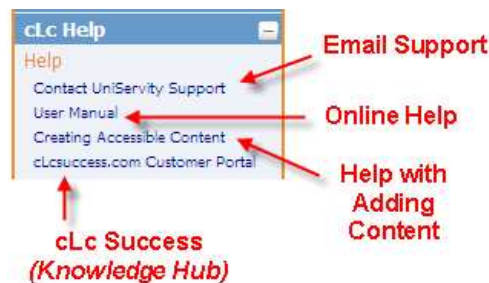 cLc Help
Help
Contact UniServity Support
User Manual
Creating Accessible Content
cLcsuccess.com Customer Portal
Email Support
Online Help
Help with
Adding
Content
cLc Success
(Knowledge Hub)